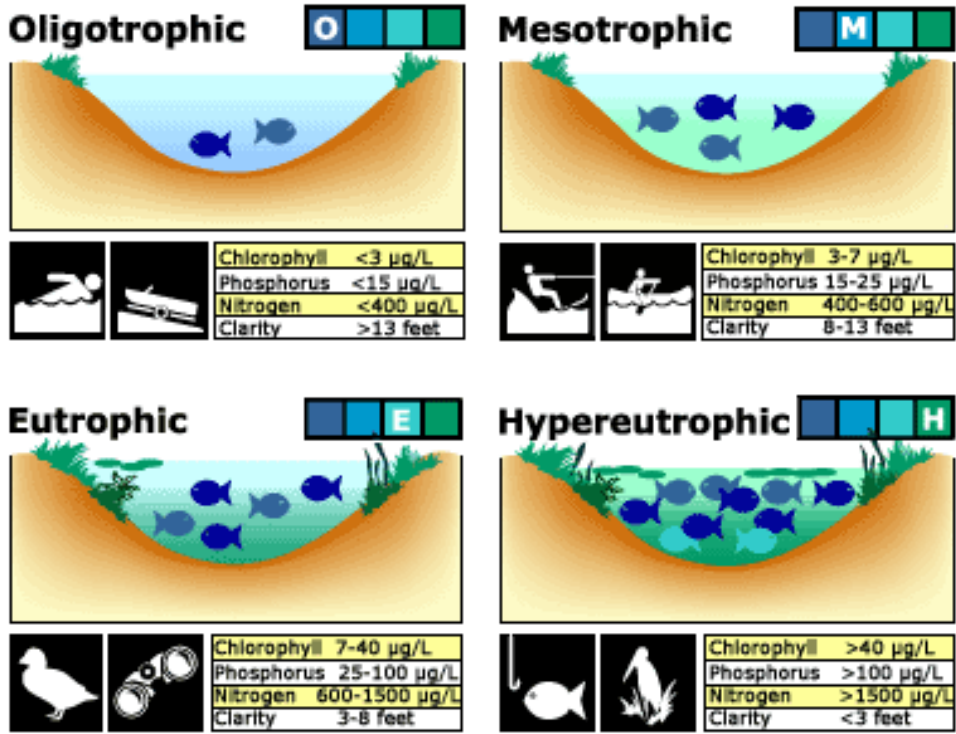 Oligotrophic O
Mesotrophic M
Chlorophyll <3 µg/L
Phosphorus <15 µg/L
Nitrogen <400 µg/L
Clarity >13 feet
Chlorophyll 3-7 µg/L
Phosphorus 15-25 µg/L
Nitrogen 400-600 µg/L
Clarity 8-13 feet
Eutrophic E
Hypereutrophic H
Chlorophyll 7-40 µg/L
Phosphorus 25-100 µg/L
Nitrogen 600-1500 µg/L
Clarity 3-8 feet
Chlorophyll >40 µg/L
Phosphorus >100 µg/L
Nitrogen >1500 µg/L
Clarity <3 feet